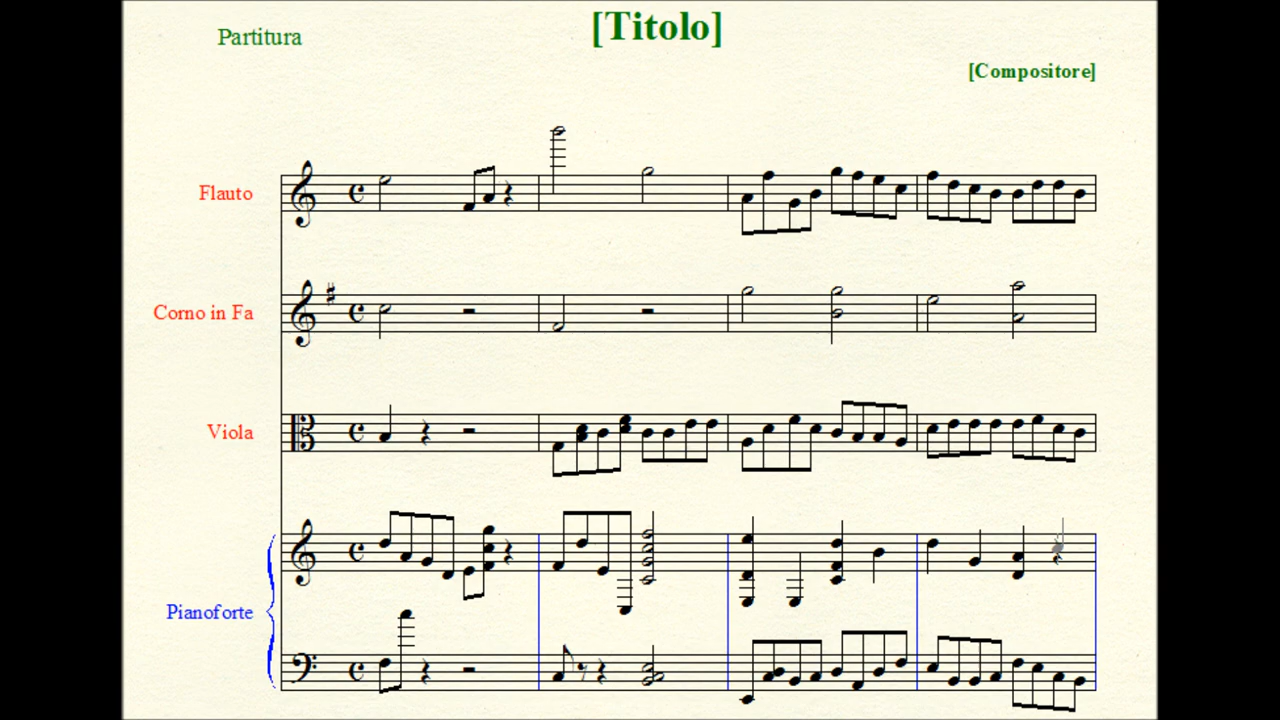 Partitura
[Titolo]
[Compositore]
Flauto
Corno in Fa
Viola
Pianoforte